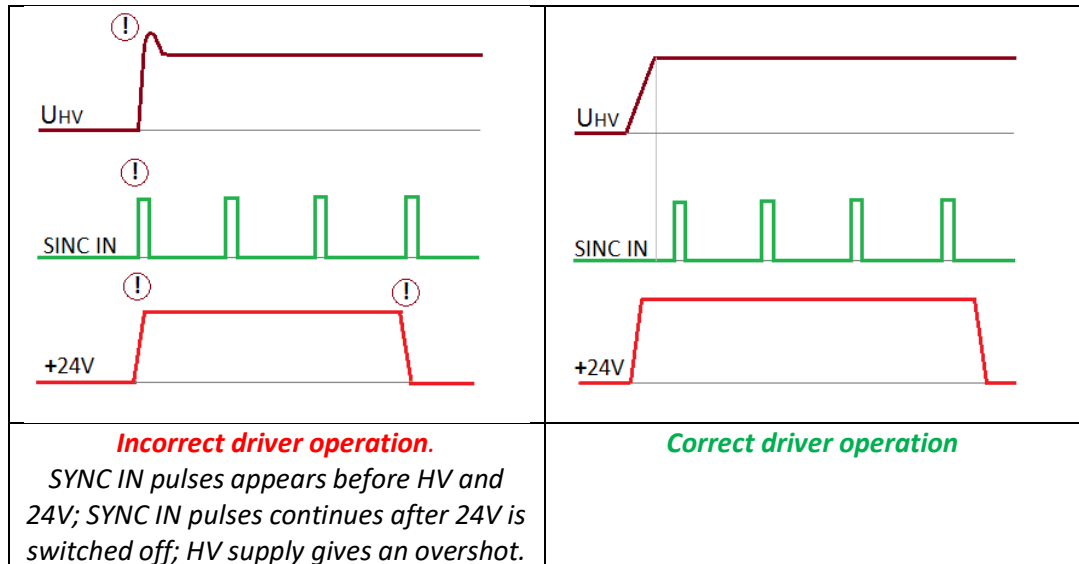 !
UHV
!
SINC IN
!
!
+24V
UHV
SINC IN
+24V
Incorrect driver operation.
SYNC IN pulses appears before HV and
24V; SYNC IN pulses continues after 24V is
switched off; HV supply gives an overshot.
Correct driver operation